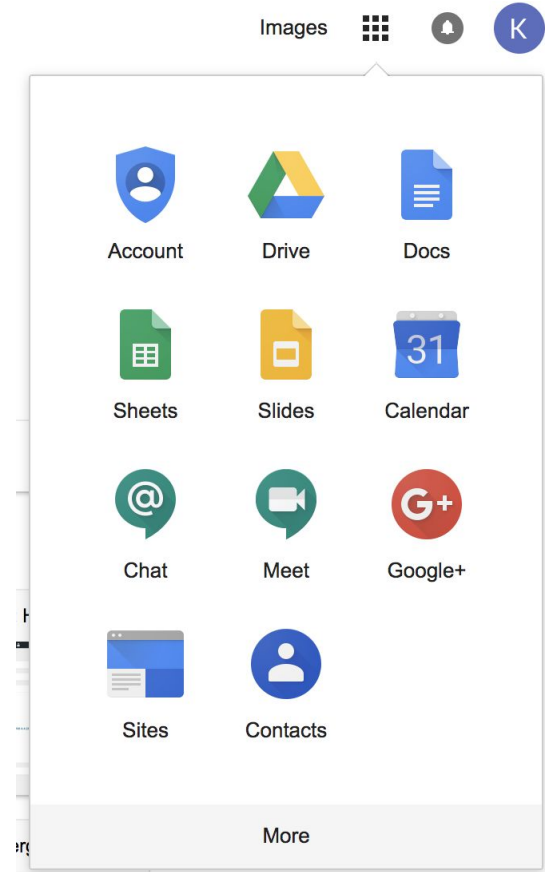 Images K
Account Drive Docs
31
Sheets Slides Calendar
@ G+
Chat Meet Google+
Sites Contacts
More